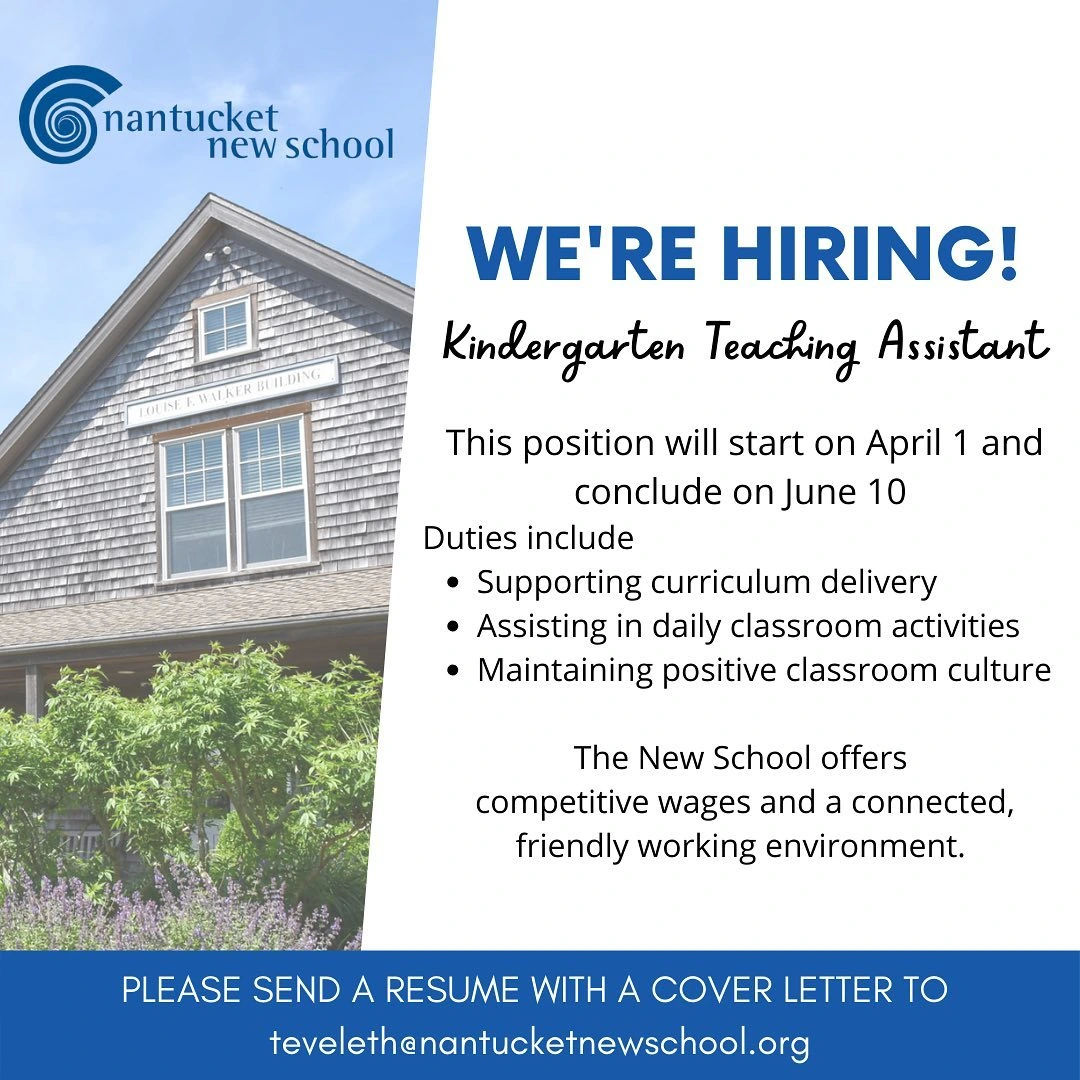 nantucket
new school
LOUISE E. WALKER BUILDING
WE'RE HIRING!
Kindergarten Teaching Assistant
This position will start on April 1 and
conclude on June 10
Duties include
• Supporting curriculum delivery
• Assisting in daily classroom activities
• Maintaining positive classroom culture
The New School offers
competitive wages and a connected,
friendly working environment.
PLEASE SEND A RESUME WITH A COVER LETTER TO
teveleth@nantucketnewschool.org